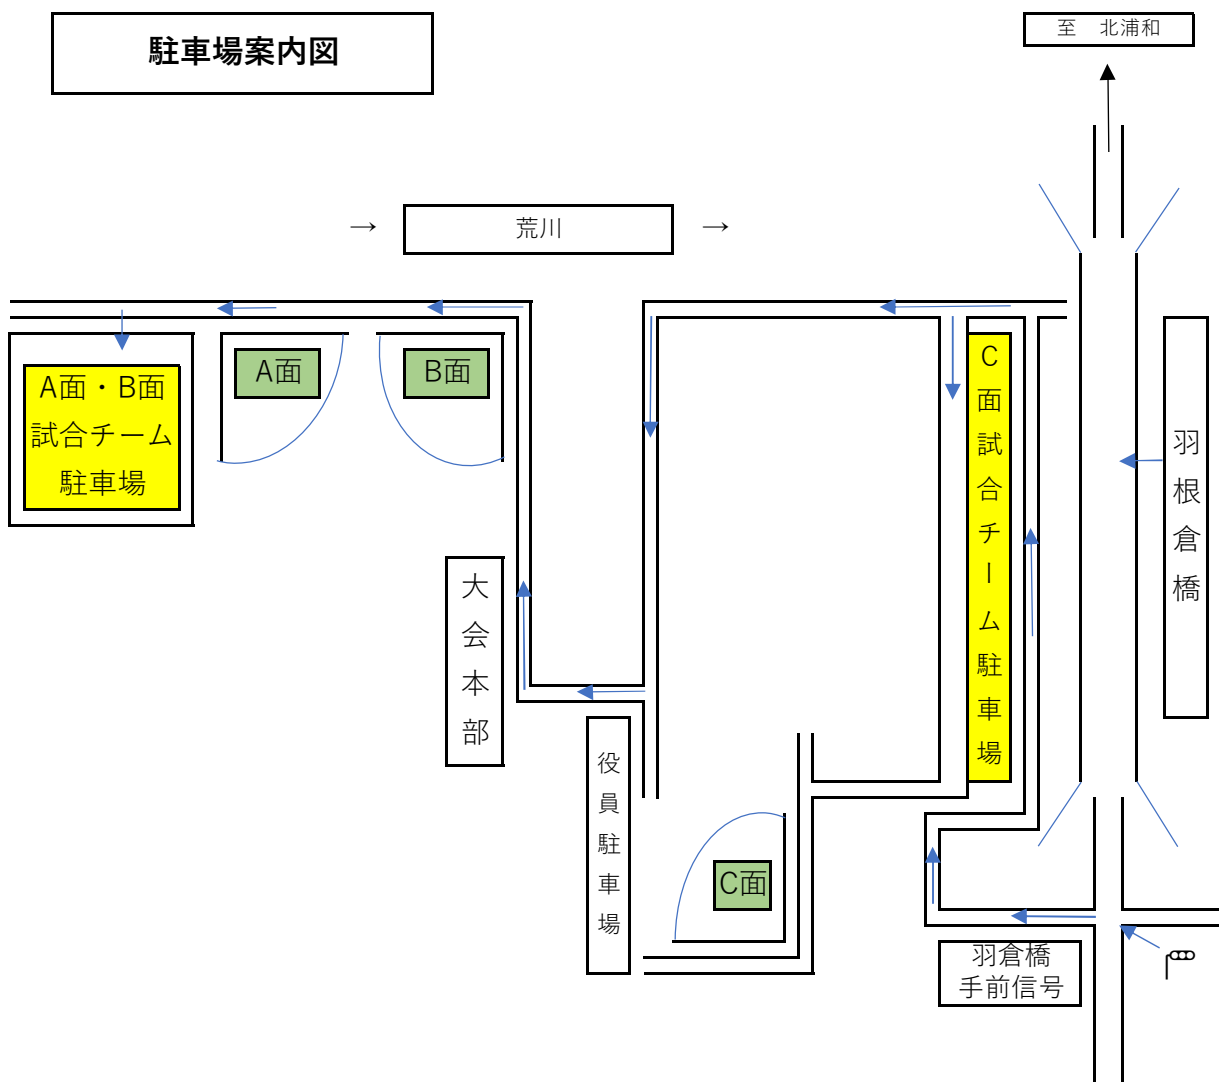 駐車場案内図
至　北浦和
→
荒川
→
A面
B面
A面・B面
試合チーム
駐車場
C面試合チーム駐車場
羽根倉橋
大会本部
役員駐車場
C面
羽倉橋
手前信号